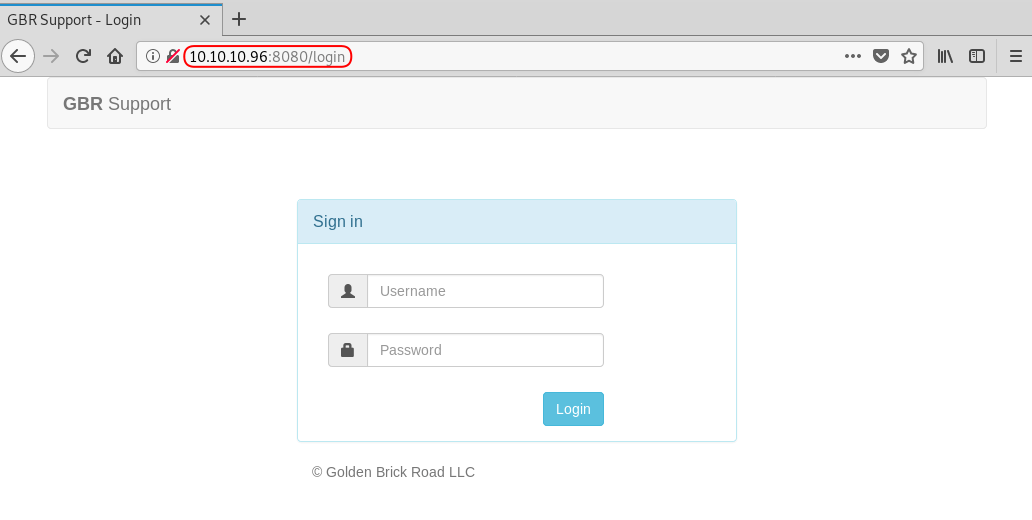 GBR Support - Login
10.10.10.96:8080/login
GBR Support
Sign in
Username
Password
Login
© Golden Brick Road LLC